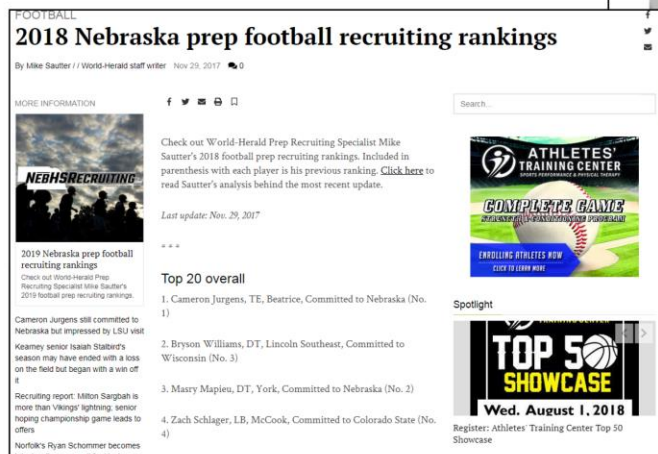 FOOTBALL
2018 Nebraska prep football recruiting rankings
By Mike Sautter / / World-Herald staff writer Nov 29, 2017 0
MORE INFORMATION
NEBHSRECRUITING
2019 Nebraska prep football
recruiting rankings
Check out World-Herald Prep
Recruiting Specialist Mike Sautter's
2019 football prep recruiting rankings.
Cameron Jurgens still committed to
Nebraska but impressed by LSU visit
Kearney senior Isaiah Stalbird's
season may have ended with a loss
on the field but began with a win off
it
Recruiting report: Milton Sargbah is
more than Vikings' lightning; senior
hoping championship game leads to
offers
Norfolk's Ryan Schommer becomes
Check out World-Herald Prep Recruiting Specialist Mike
Sautter's 2018 football prep recruiting rankings. Included in
parenthesis with each player is his previous ranking. Click here to
read Sautter's analysis behind the most recent update.
Last update: Nov. 29, 2017
* * *
Top 20 overall
1. Cameron Jurgens, TE, Beatrice, Committed to Nebraska (No.
1)
2. Bryson Williams, DT, Lincoln Southeast, Committed to
Wisconsin (No. 3)
3. Masry Mapieu, DT, York, Committed to Nebraska (No. 2)
4. Zach Schlager, LB, McCook, Committed to Colorado State (No.
4)
Search...
ATHLETES'
TRAINING CENTER
SPORTS PERFORMANCE & PHYSICAL THERAPY
COMPLETE GAME
STRENGTH & CONDITIONING PROGRAM
ENROLLING ATHLETES NOW
CLICK TO LEARN MORE
Spotlight
TOP 50
SHOWCASE
Wed. August 1, 2018
Register: Athletes' Training Center Top 50
Showcase